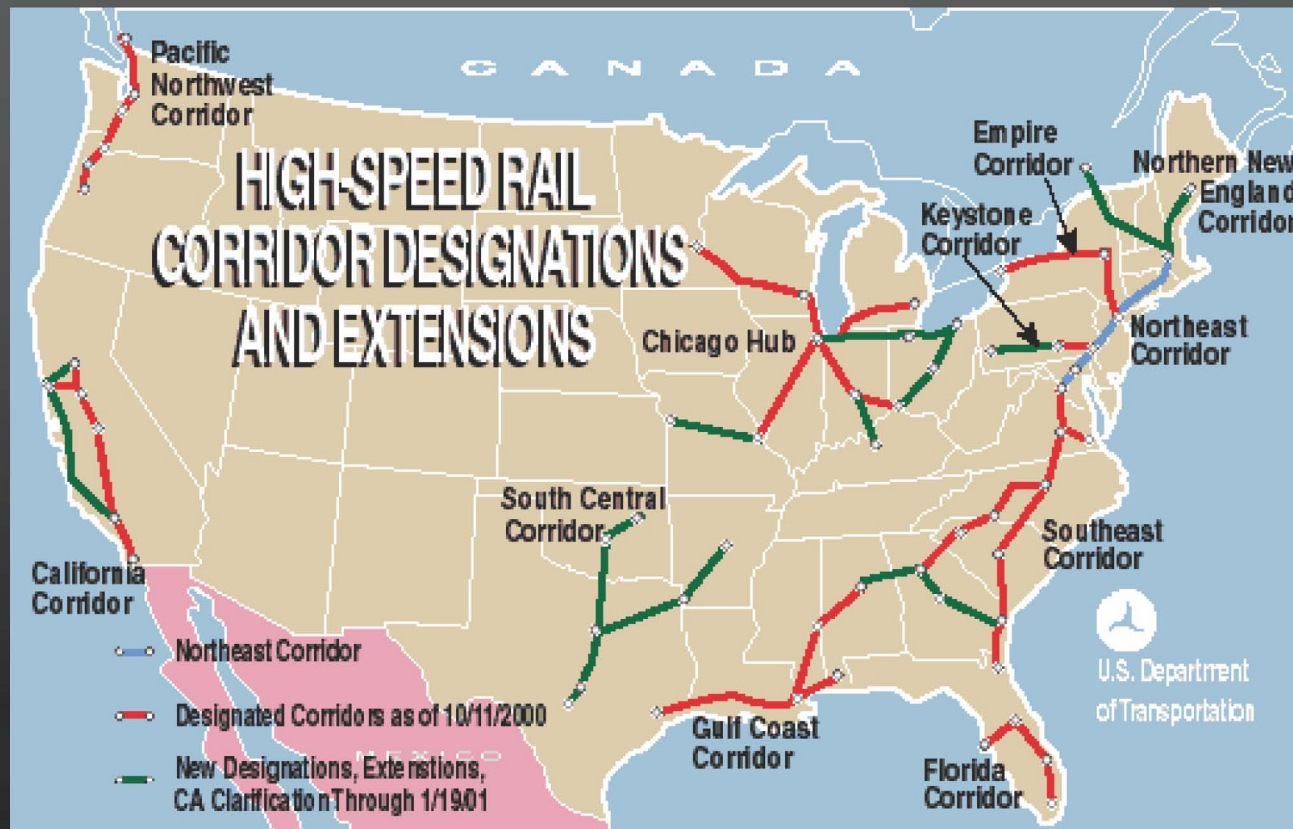 CANADA
Pacific
Northwest
Corridor
HIGH-SPEED RAIL
CORRIDOR DESIGNATIONS
AND EXTENSIONS
Empire
Corridor
Northern New
England
Corridor
Keystone
Corridor
Chicago Hub
Northeast
Corridor
South Central
Corridor
Southeast
Corridor
California
Corridor
Gulf Coast
Corridor
Florida
Corridor
MEXICO
Northeast Corridor
Designated Corridors as of 10/11/2000
New Designations, Extenstions,
CA Clarification Through 1/19/01
U.S. Department
of Transportation